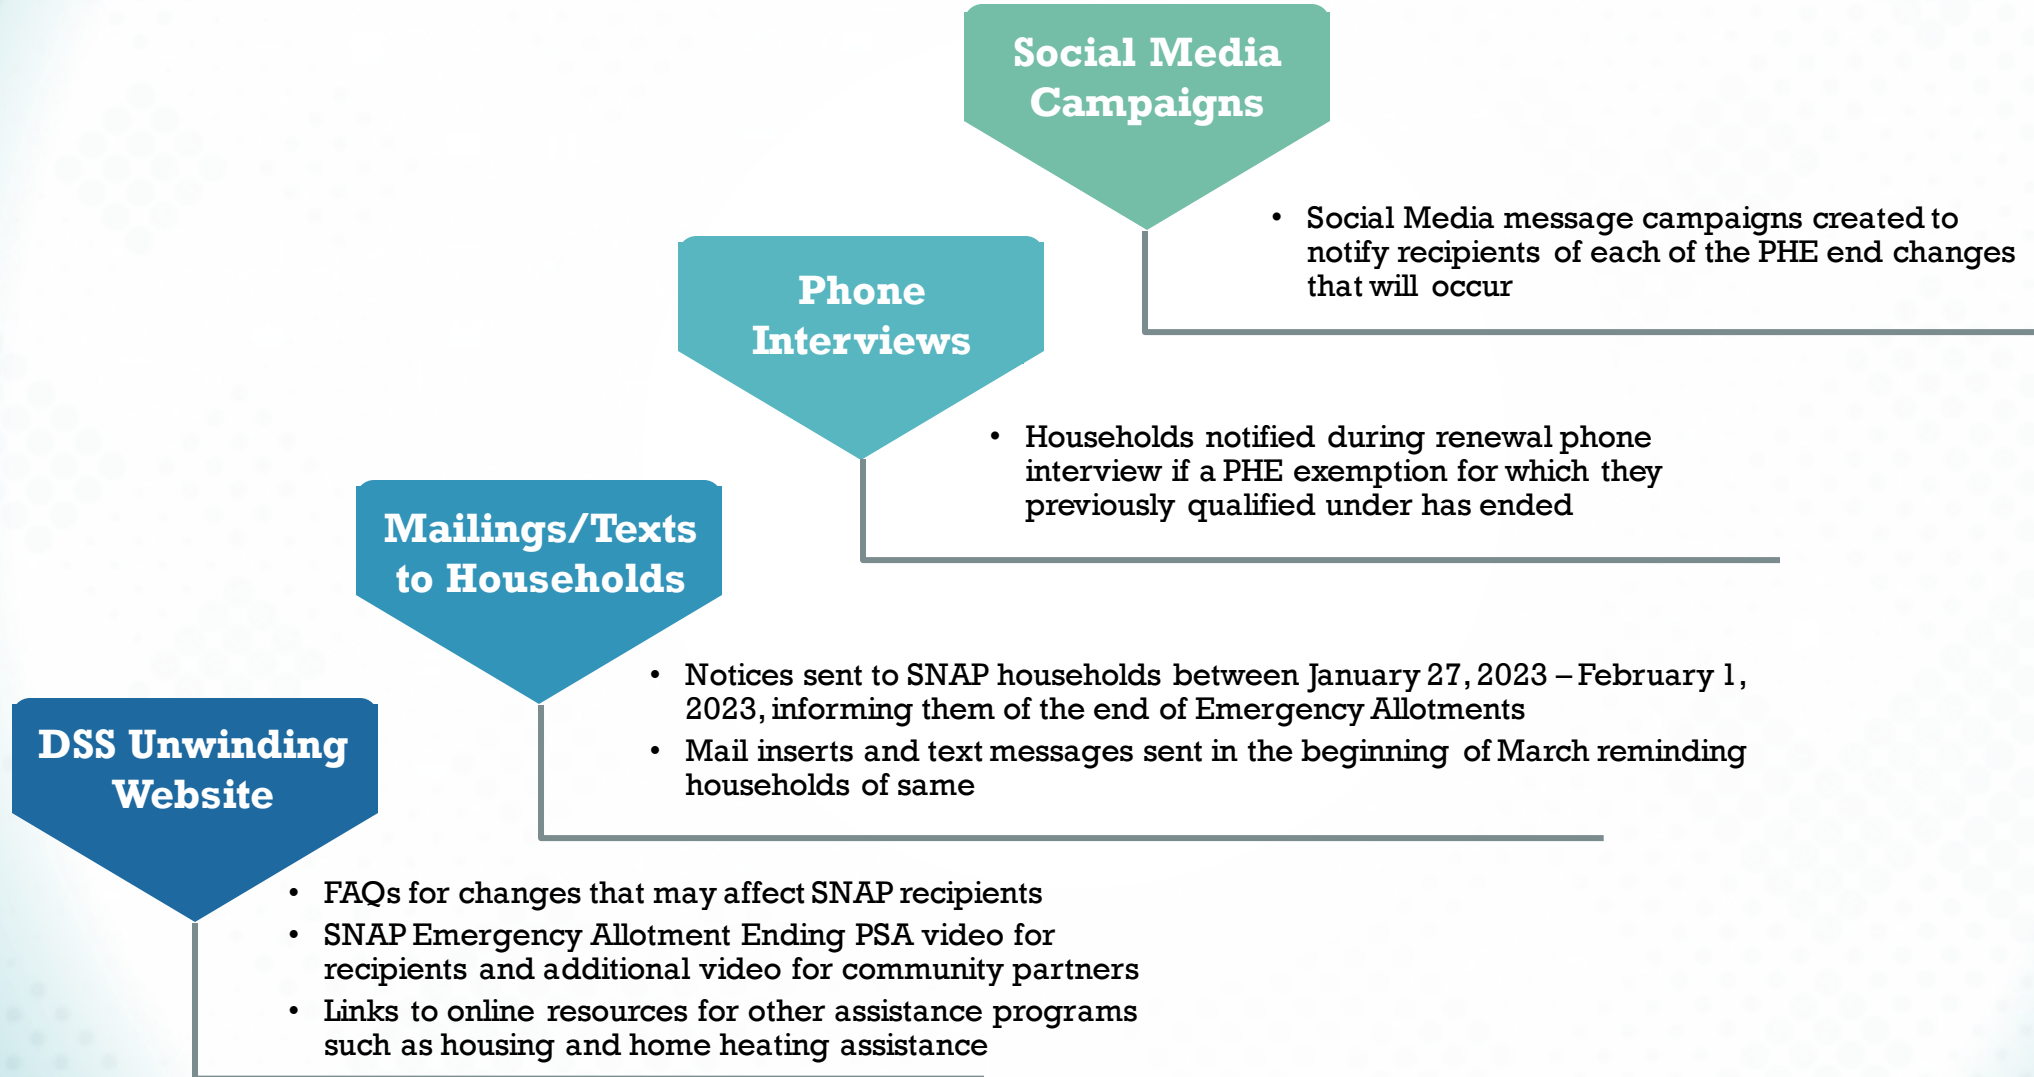 Social Media
Campaigns
• Social Media message campaigns created to
notify recipients of each of the PHE end changes
that will occur
Phone
Interviews
• Households notified during renewal phone
interview if a PHE exemption for which they
previously qualified under has ended
Mailings/Texts
to Households
• Notices sent to SNAP households between January 27, 2023 – February 1,
2023, informing them of the end of Emergency Allotments
• Mail inserts and text messages sent in the beginning of March reminding
households of same
DSS Unwinding
Website
• FAQs for changes that may affect SNAP recipients
• SNAP Emergency Allotment Ending PSA video for
recipients and additional video for community partners
• Links to online resources for other assistance programs
such as housing and home heating assistance